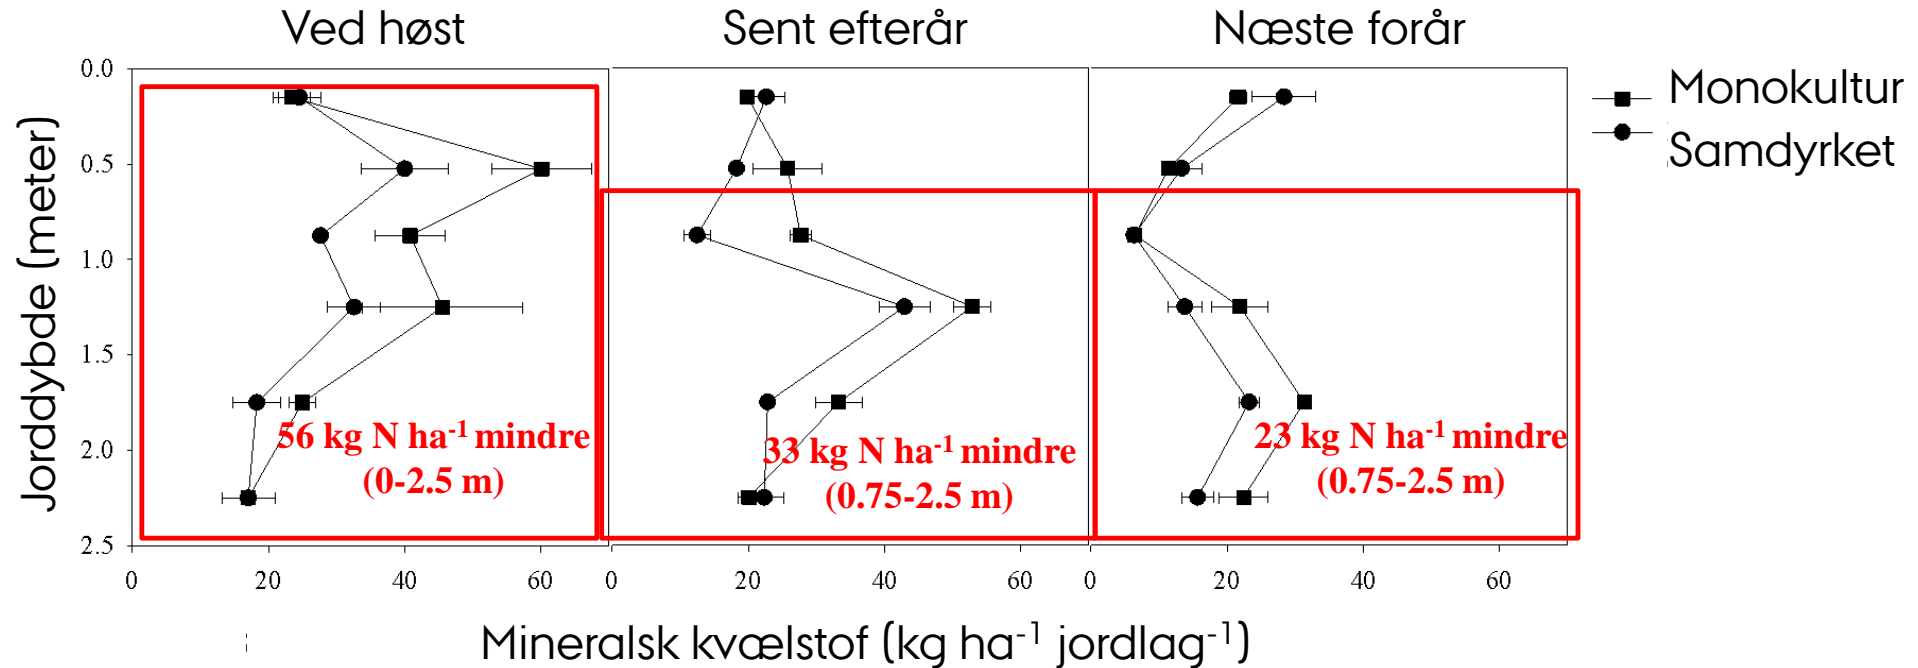 Ved høst
Sent efterår
Næste forår
Monokultur
Samdyrket
Jorddybde (meter)
0.0
0.5
1.0
1.5
2.0
2.5
56 kg N ha⁻¹ mindre
(0-2.5 m)
33 kg N ha⁻¹ mindre
(0.75-2.5 m)
23 kg N ha⁻¹ mindre
(0.75-2.5 m)
0 20 40 60 0 20 40 60 0 20 40 60
Mineralsk kvælstof (kg ha⁻¹ jordlag⁻¹)